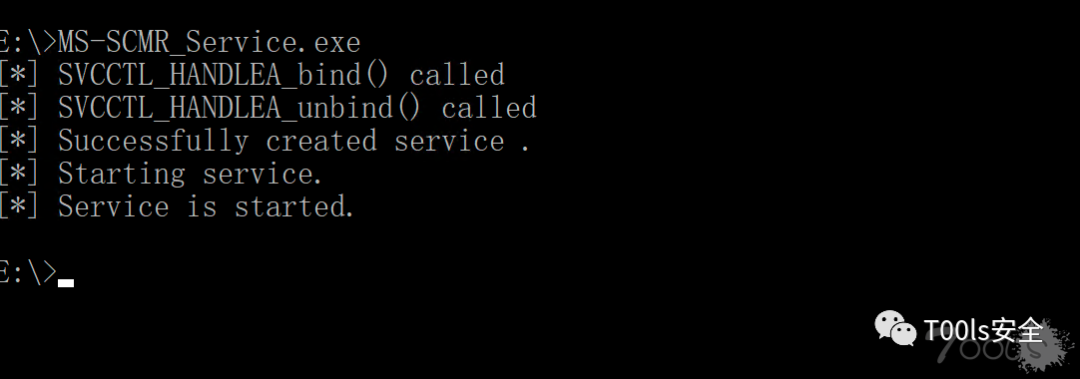 E:\>MS-SCMR_Service.exe
[*] SVCCTL_HANDLEA_bind() called
[*] SVCCTL_HANDLEA_unbind() called
[*] Successfully created service .
[*] Starting service.
[*] Service is started.
E:\>
T00ls安全
T00ls